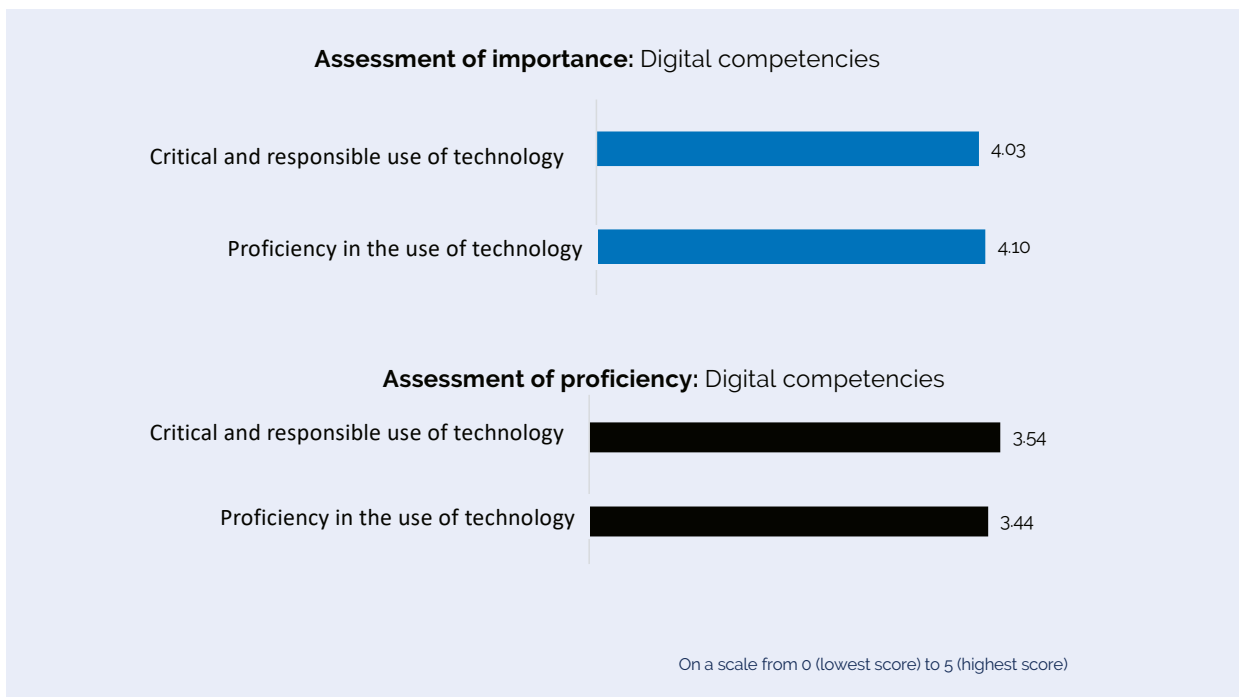 Assessment of importance: Digital competencies
Critical and responsible use of technology 4.03
Proficiency in the use of technology 4.10
Assessment of proficiency: Digital competencies
Critical and responsible use of technology 3.54
Proficiency in the use of technology 3.44
On a scale from 0 (lowest score) to 5 (highest score)